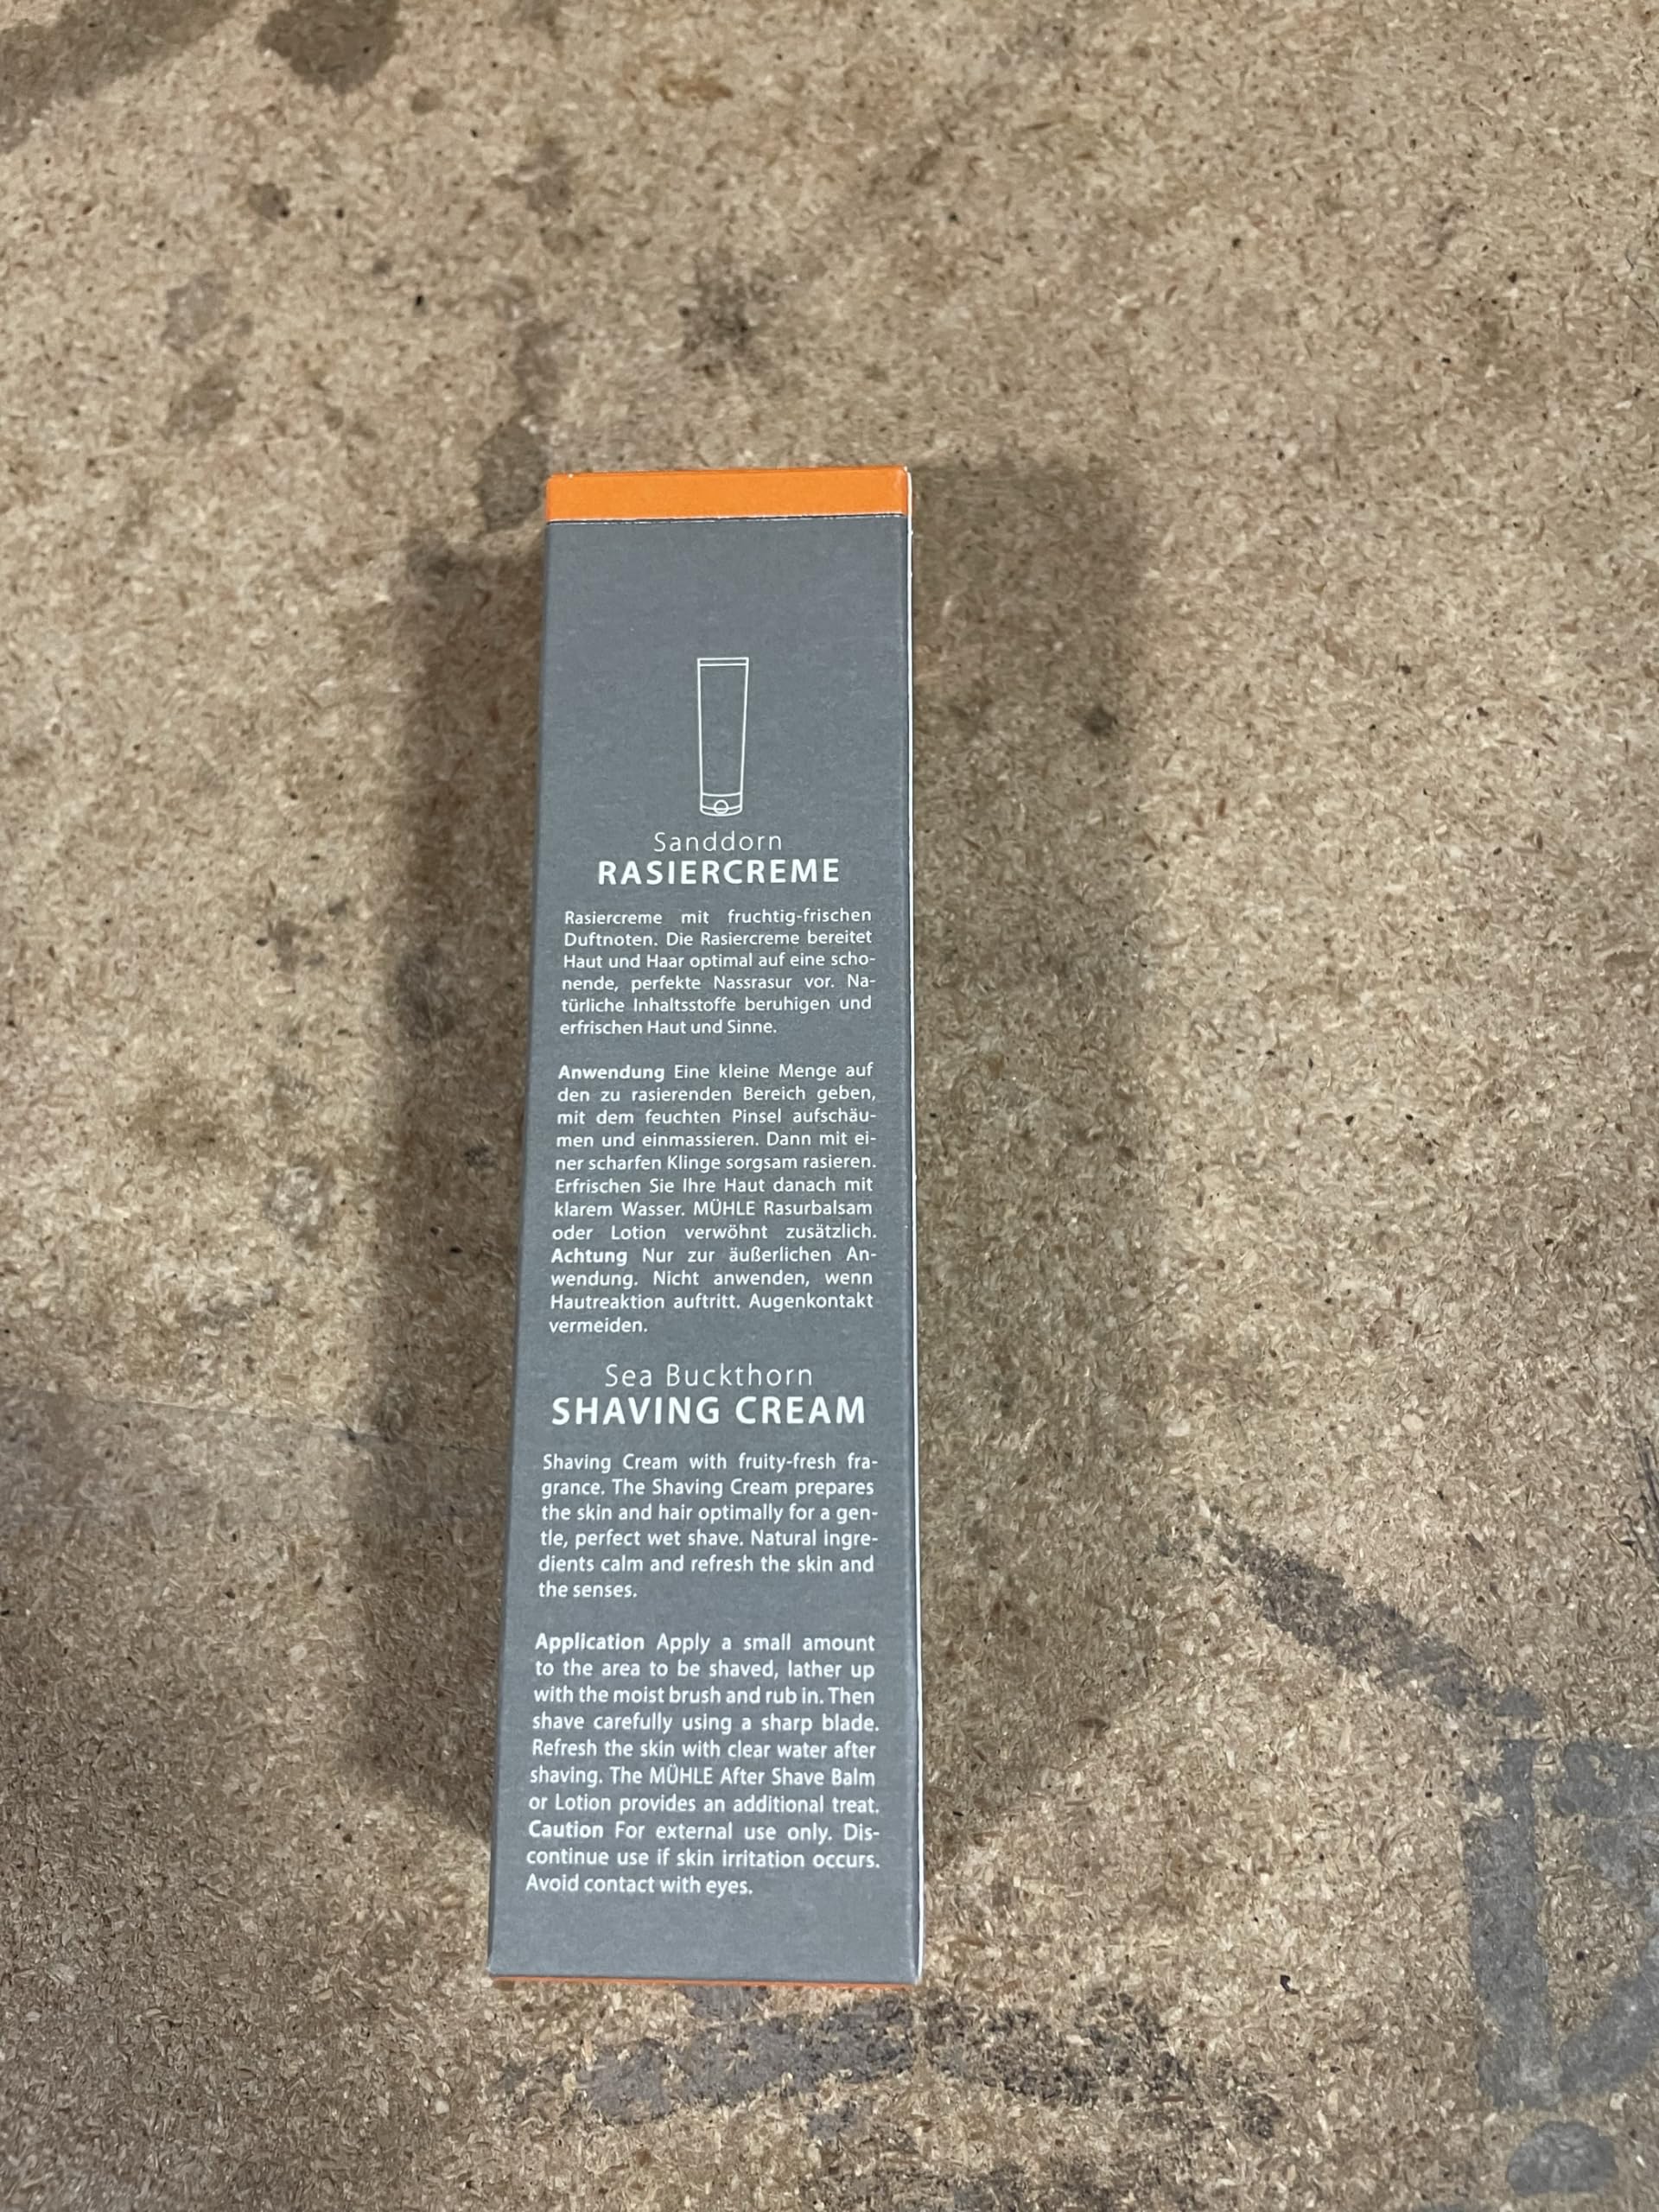 Sanddorn
RASIERCREME
Rasiercreme mit fruchtig-frischen
Duftnoten. Die Rasiercreme bereitet
Haut und Haar optimal auf eine scho-
nende, perfekte Nassrasur vor. Na-
türliche Inhaltsstoffe beruhigen und
erfrischen Haut und Sinne.
Anwendung Eine kleine Menge auf
den zu rasierenden Bereich geben,
mit dem feuchten Pinsel aufschäu-
men und einmassieren. Dann mit ei-
ner scharfen Klinge sorgsam rasieren.
Erfrischen Sie Ihre Haut danach mit
klarem Wasser. MÜHLE Rasurbalsam
oder Lotion verwöhnt zusätzlich.
Achtung Nur zur äußerlichen An-
wendung. Nicht anwenden, wenn
Hautreaktion auftritt. Augenkontakt
vermeiden.
Sea Buckthorn
SHAVING CREAM
Shaving Cream with fruity-fresh fra-
grance. The Shaving Cream prepares
the skin and hair optimally for a gen-
tle, perfect wet shave. Natural ingre-
dients calm and refresh the skin and
the senses.
Application Apply a small amount
to the area to be shaved, lather up
with the moist brush and rub in. Then
shave carefully using a sharp blade.
Refresh the skin with clear water after
shaving. The MÜHLE After Shave Balm
or Lotion provides an additional treat.
Caution For external use only. Dis-
continue use if skin irritation occurs.
Avoid contact with eyes.